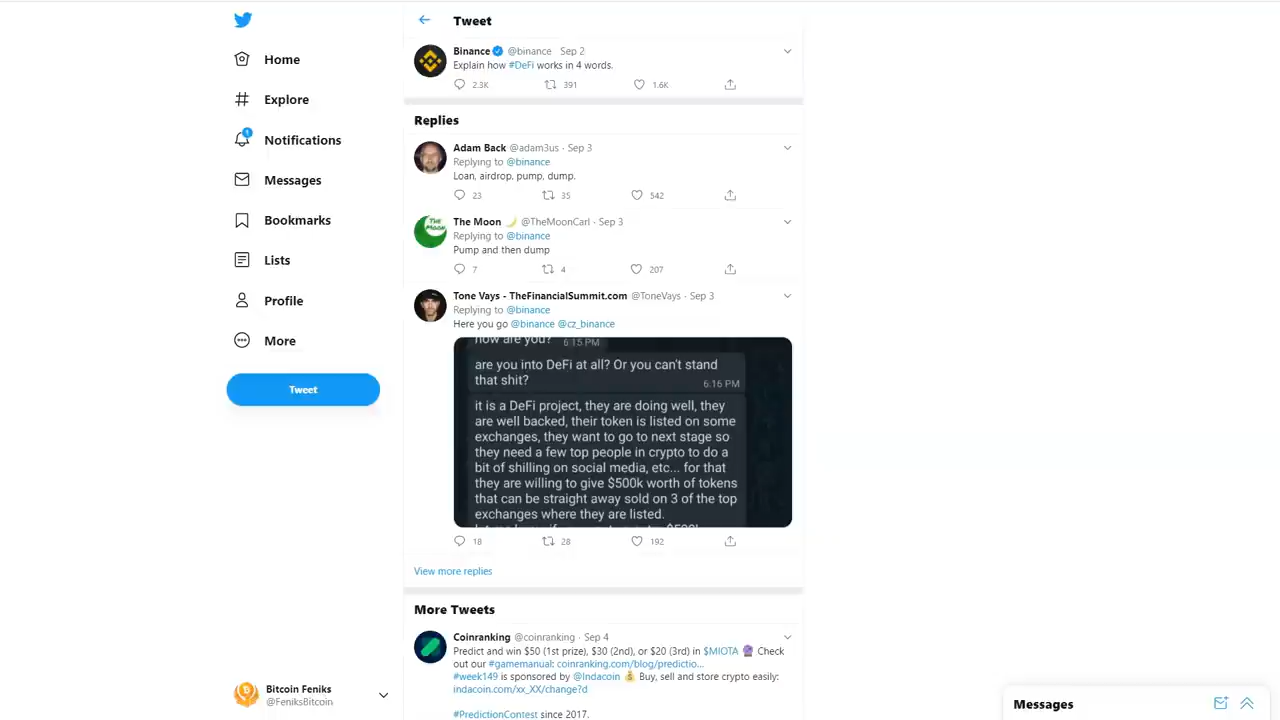 Tweet
Home
Explore
1
Notifications
Messages
Bookmarks
Lists
Profile
More
Tweet
Bitcoin Feniks
@FeniksBitcoin
Binance @binance Sep 2
Explain how #DeFi works in 4 words.
2.3K 391 1.6K
Replies
Adam Back @adam3us · Sep 3
Replying to @binance
Loan, airdrop, pump, dump.
23 35 542
The Moon 🌙 @TheMoonCarl · Sep 3
Replying to @binance
Pump and then dump
7 4 207
THE
MOON
Tone Vays - TheFinancialSummit.com @ToneVays · Sep 3
Replying to @binance
Here you go @binance @cz_binance
how are you? 6:15 PM
are you into DeFi at all? Or you can't stand
that shit?
6:16 PM
it is a DeFi project, they are doing well, they
are well backed, their token is listed on some
exchanges, they want to go to next stage so
they need a few top people in crypto to do a
bit of shilling on social media, etc... for that
they are willing to give $500k worth of tokens
that can be straight away sold on 3 of the top
exchanges where they are listed.
18 28 192
View more replies
More Tweets
Coinranking @coinranking · Sep 4
Predict and win $50 (1st prize), $30 (2nd), or $20 (3rd) in $MIOTA 🔮 Check
out our #gamemanual: coinranking.com/blog/predictio...
#week149 is sponsored by @Indacoin 💰 Buy, sell and store crypto easily:
indacoin.com/xx_XX/change?d
#PredictionContest since 2017.
Messages